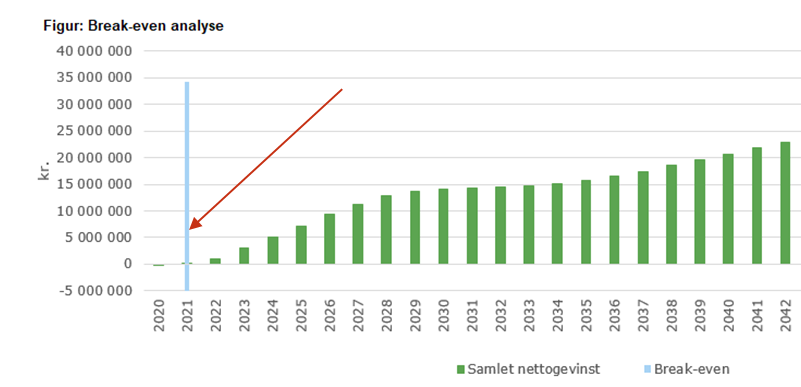 Figur: Break-even analyse
40 000 000
35 000 000
30 000 000
25 000 000
20 000 000
15 000 000
10 000 000
5 000 000
0
-5 000 000
kr.
2020 2021 2022 2023 2024 2025 2026 2027 2028 2029 2030 2031 2032 2033 2034 2035 2036 2037 2038 2039 2040 2041 2042
Samlet nettogevinst Break-even